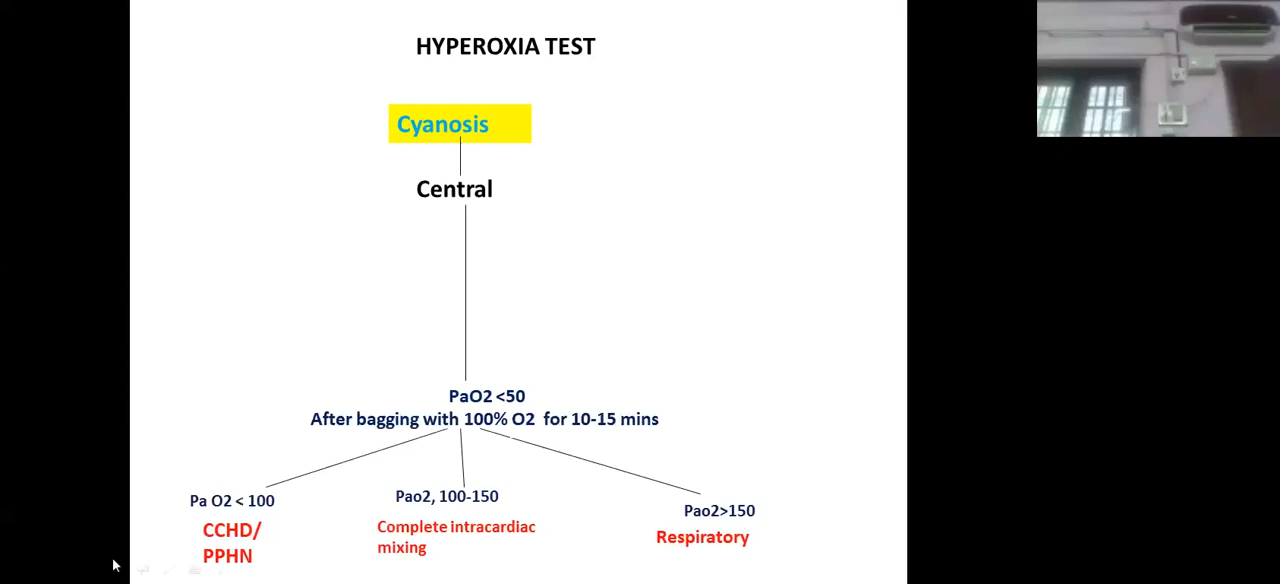 HYPEROXIA TEST
Cyanosis
Central
PaO2 <50
After bagging with 100% O2 for 10-15 mins
Pa O2 < 100
CCHD/
PPHN
Pao2, 100-150
Complete intracardiac
mixing
Pao2>150
Respiratory